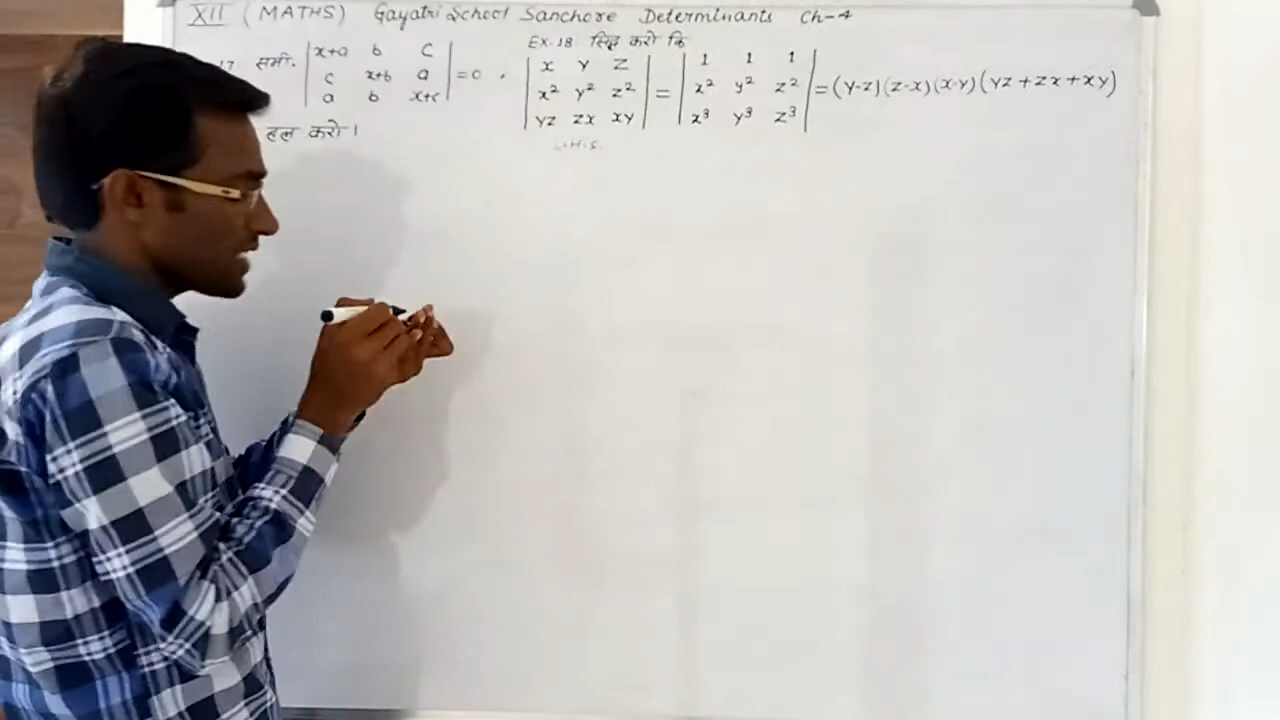 XII (MATHS) Gayatri School Sanchore Determinants Ch-4
17 समी. | x+a b c | = 0
| c x+b a |
| a b x+c |
हल करो।
Ex. 18 सिद्ध करो कि
| x y z | = | 1 1 1 | = (y-z)(z-x)(x-y)(yz+zx+xy)
| x² y² z² | | x² y² z² |
| yz zx xy | | x³ y³ z³ |
L.H.S.